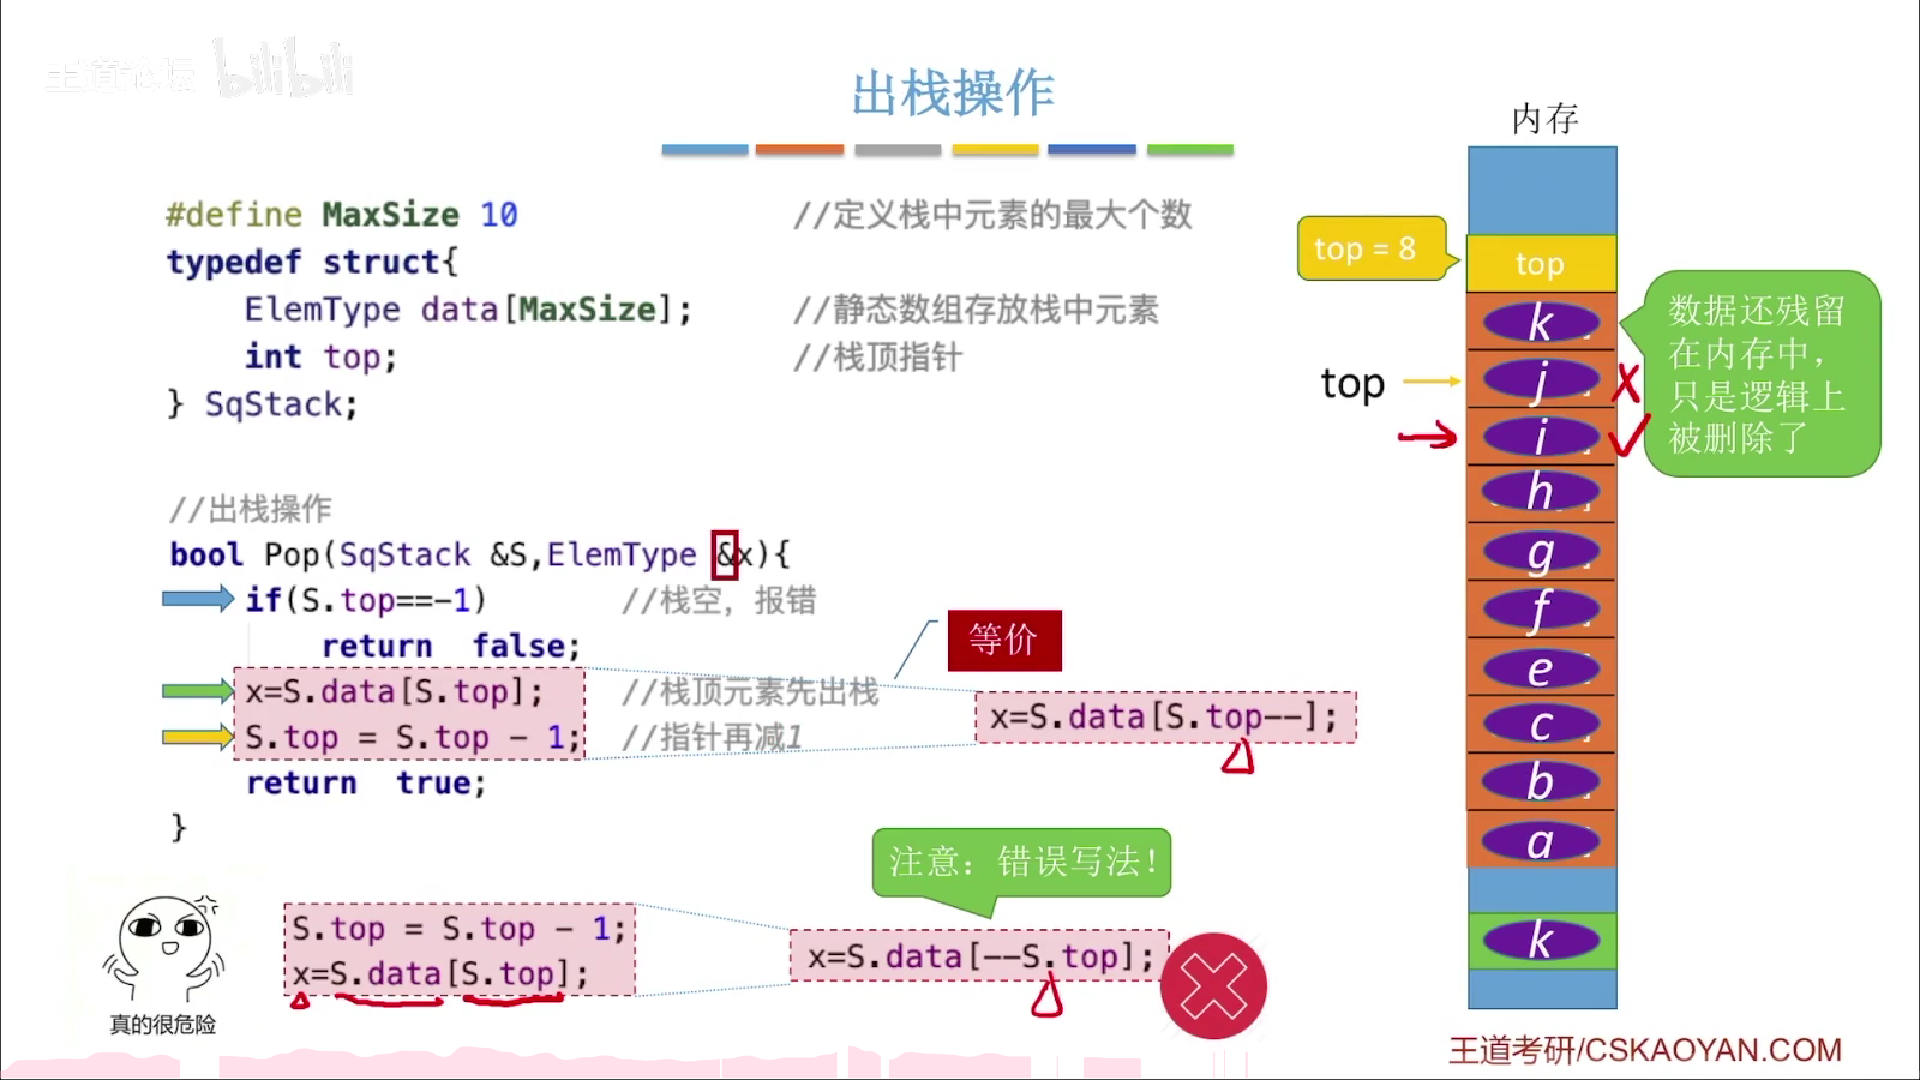 王道论坛 bilibili
出栈操作
#define MaxSize 10 //定义栈中元素的最大个数
typedef struct{
ElemType data[MaxSize]; //静态数组存放栈中元素
int top; //栈顶指针
} SqStack;
//出栈操作
bool Pop(SqStack &S,ElemType &x){
if(S.top==-1) //栈空，报错
return false;
x=S.data[S.top]; //栈顶元素先出栈
S.top = S.top - 1; //指针再减1
return true;
}
等价
x=S.data[S.top--];
注意：错误写法！
S.top = S.top - 1;
x=S.data[S.top];
x=S.data[--S.top];
真的很危险
内存
top = 8
top
k
top
j
i
h
g
f
e
c
b
a
k
数据还残留
在内存中，
只是逻辑上
被删除了
王道考研/CSKAOYAN.COM